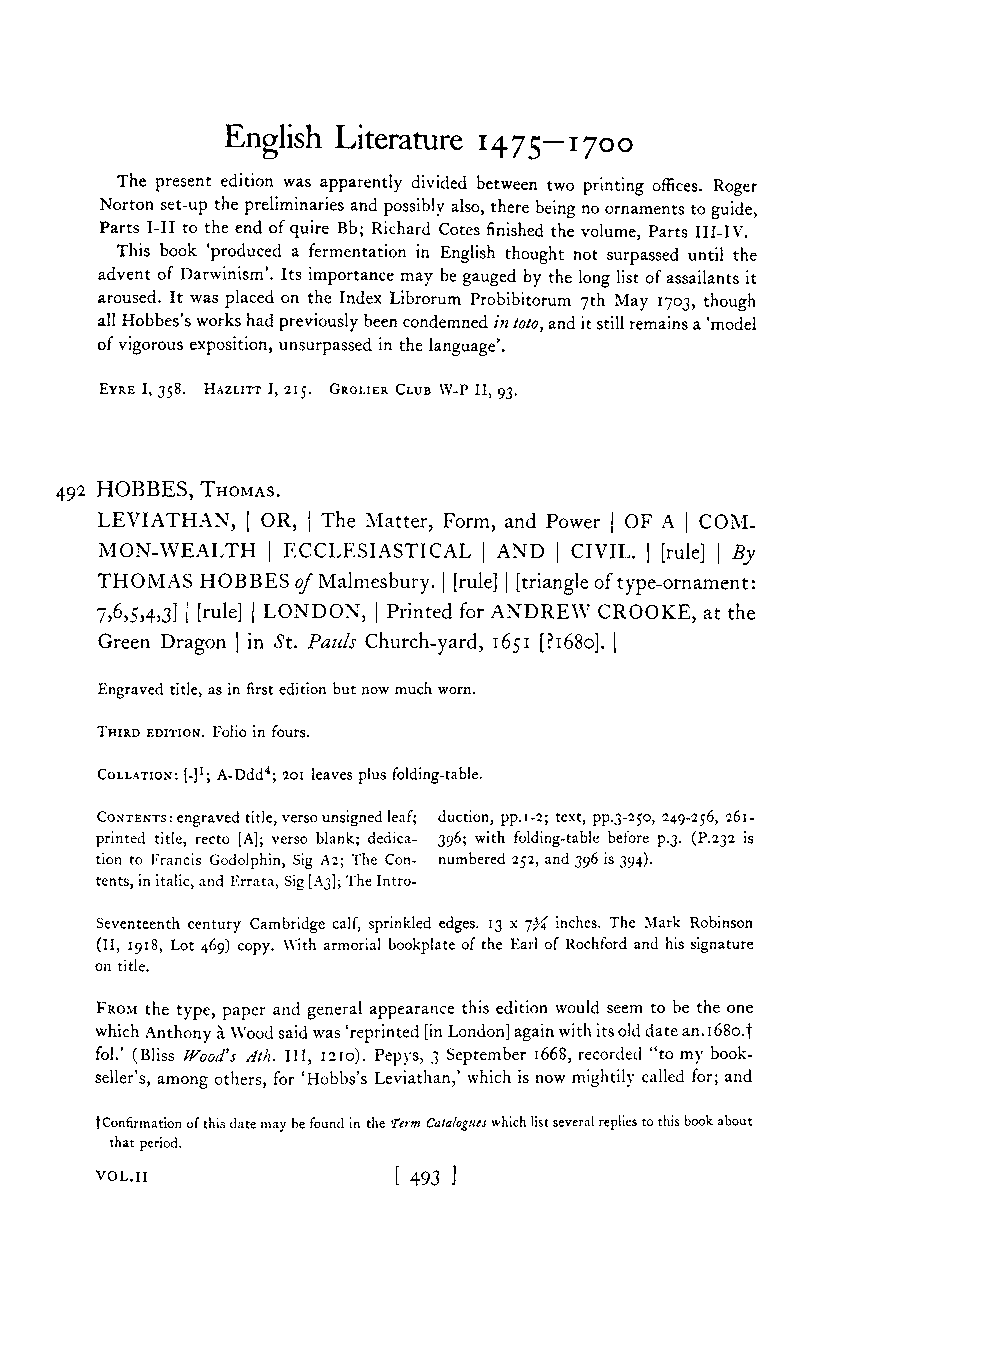 English Literature 1475—1700
The present edition was apparently divided between two printing offices. Roger
Norton set-up the preliminaries and possibly also, there being no ornaments to guide,
Parts I-II to the end of quire Bb; Richard Cotes finished the volume, Parts III-IV.
This book 'produced a fermentation in English thought not surpassed until the
advent of Darwinism'. Its importance may be gauged by the long list of assailants it
aroused. It was placed on the Index Librorum Probibitorum 7th May 1703, though
all Hobbes's works had previously been condemned in toto, and it still remains a 'model
of vigorous exposition, unsurpassed in the language'.
EYRE I, 358. HAZLITT I, 215. GROLIER CLUB W-P II, 93.
492 HOBBES, THOMAS.
LEVIATHAN, | OR, | The Matter, Form, and Power | OF A | COM-
MON-WEALTH | ECCLESIASTICAL | AND | CIVIL. | [rule] | By
THOMAS HOBBES of Malmesbury. | [rule] | [triangle of type-ornament:
7,6,5,4,3] | [rule] | LONDON, | Printed for ANDREW CROOKE, at the
Green Dragon | in St. Pauls Church-yard, 1651 [?1680]. |
Engraved title, as in first edition but now much worn.
THIRD EDITION. Folio in fours.
COLLATION: [-]¹; A-Ddd⁴; 201 leaves plus folding-table.
CONTENTS: engraved title, verso unsigned leaf;
printed title, recto [A]; verso blank; dedica-
tion to Francis Godolphin, Sig A2; The Con-
tents, in italic, and Errata, Sig [A3]; The Intro-
duction, pp.1-2; text, pp.3-250, 249-256, 261-
396; with folding-table before p.3. (P.232 is
numbered 252, and 396 is 394).
Seventeenth century Cambridge calf, sprinkled edges. 13 x 7¾ inches. The Mark Robinson
(II, 1918, Lot 469) copy. With armorial bookplate of the Earl of Rochford and his signature
on title.
FROM the type, paper and general appearance this edition would seem to be the one
which Anthony à Wood said was 'reprinted [in London] again with its old date an.1680.†
fol.' (Bliss Wood's Ath. III, 1210). Pepys, 3 September 1668, recorded "to my book-
seller's, among others, for 'Hobbs's Leviathan,' which is now mightily called for; and
†Confirmation of this date may be found in the Term Catalogues which list several replies to this book about
that period.
VOL.II [ 493 ]